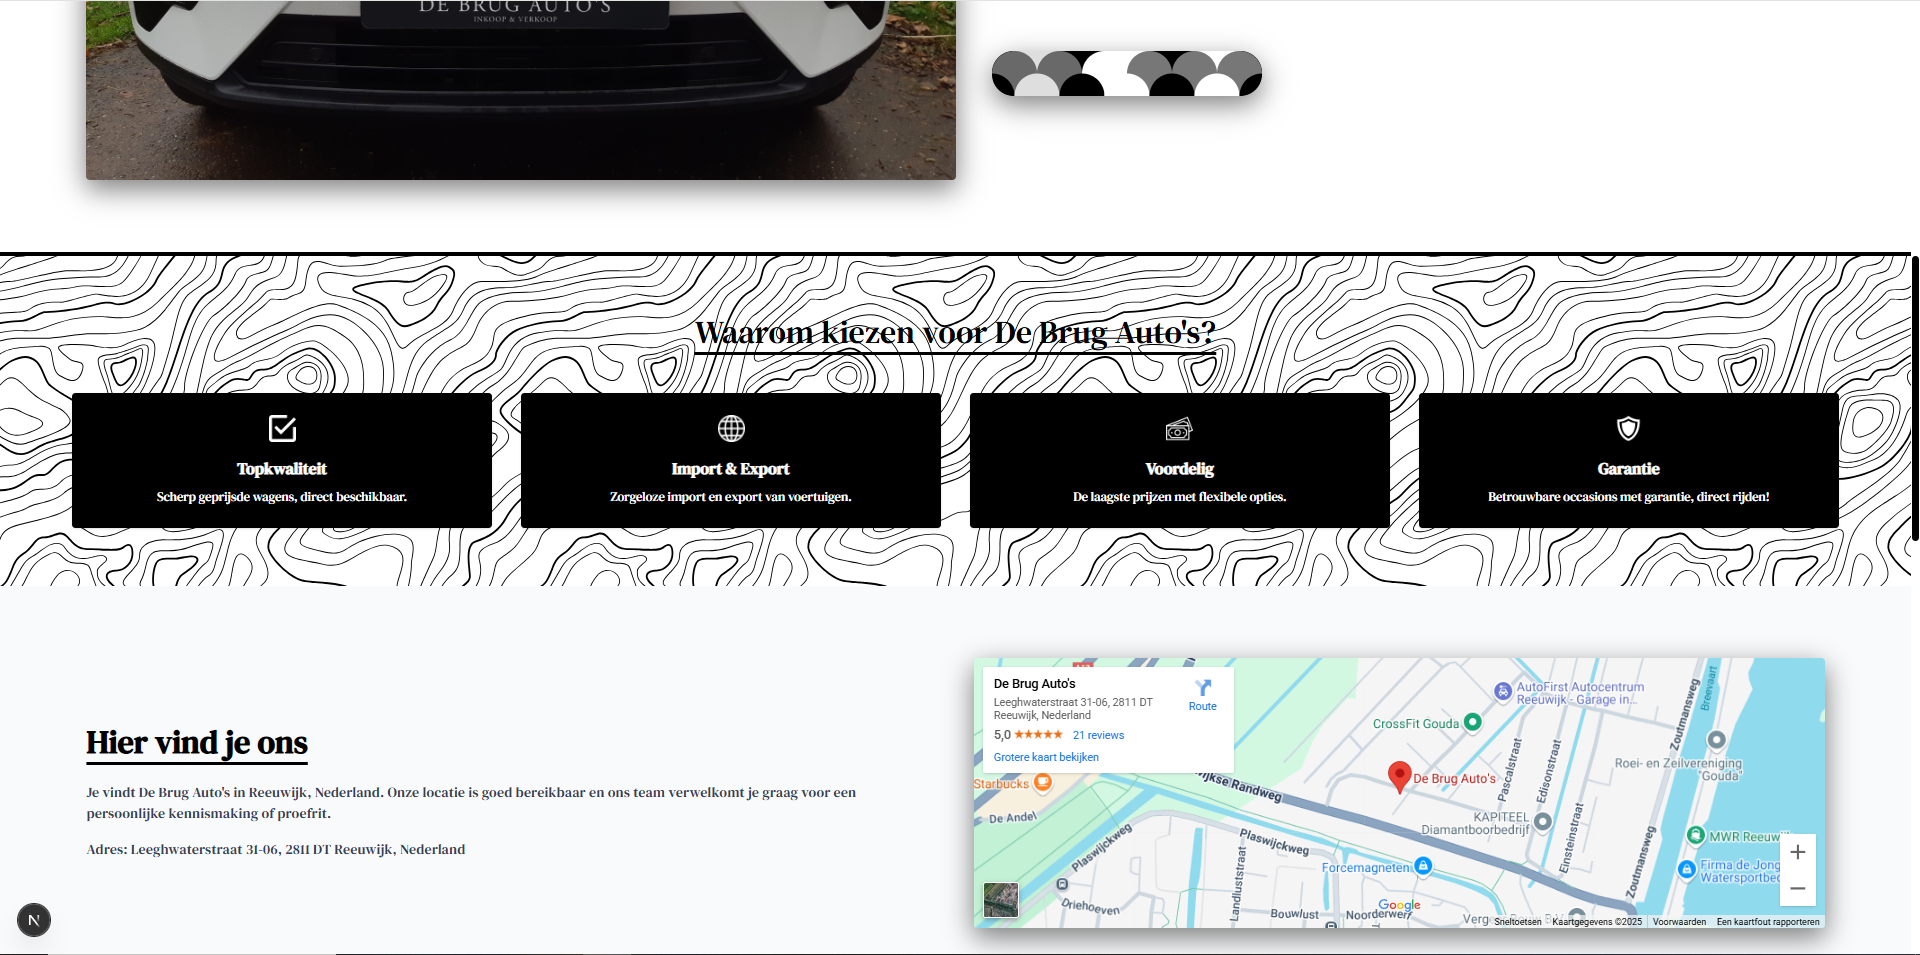 DE BRUG AUTO'S
INKOOP & VERKOOP
Waarom kiezen voor De Brug Auto's?
Topkwaliteit
Scherp geprijsde wagens, direct beschikbaar.
Import & Export
Zorgeloze import en export van voertuigen.
Voordelig
De laagste prijzen met flexibele opties.
Garantie
Betrouwbare occasions met garantie, direct rijden!
Hier vind je ons
Je vindt De Brug Auto's in Reeuwijk, Nederland. Onze locatie is goed bereikbaar en ons team verwelkomt je graag voor een
persoonlijke kennismaking of proefrit.
Adres: Leeghwaterstraat 31-06, 2811 DT Reeuwijk, Nederland
N
De Brug Auto's
Leeghwaterstraat 31-06, 2811 DT
Reeuwijk, Nederland
5,0
21 reviews
Grotere kaart bekijken
Route
AutoFirst Autocentrum
Reeuwijk - Garage in...
CrossFit Gouda
Zoutmansweg
Breevaart
Roei- en Zeilvereniging
"Gouda"
Starbucks
De Andel
De Brug Auto's
Pascalstraat
Edisonstraat
KAPITEEL
Diamantboorbedrijf
Einsteinstraat
Zoutmansweg
Plaswijckweg
Plaswijckweg
Forcemagneten
Landluststraat
Driehoeven
Bouwlust
Firma de Jong
Watersportbe
Google
Sneltoetsen
Kaartgegevens ©2025
Voorwaarden
Een kaartfout rapporteren